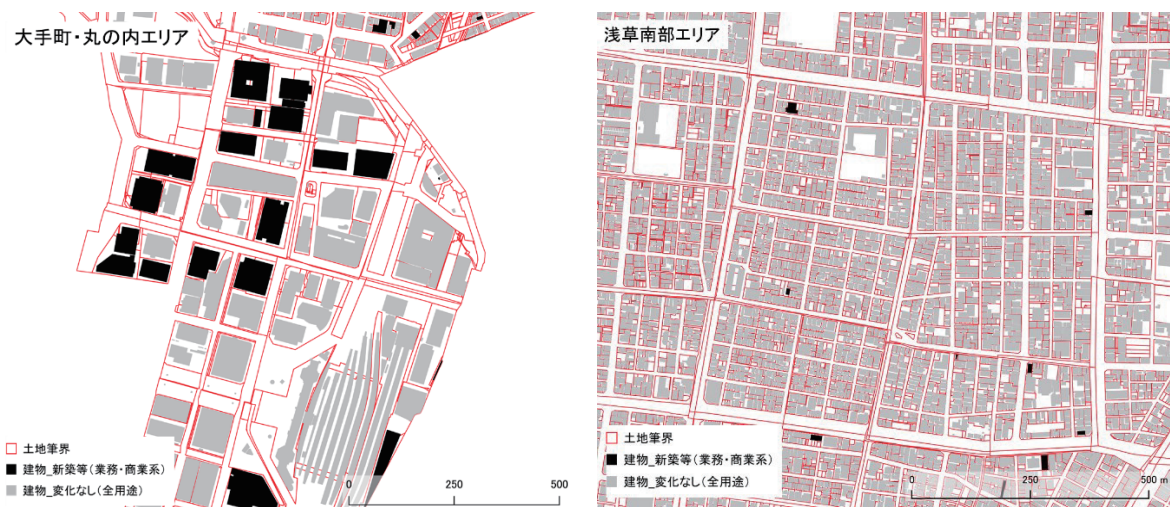 大手町・丸の内エリア
土地筆界
建物_新築等(業務・商業系)
建物_変化なし(全用途)
0 250 500
浅草南部エリア
土地筆界
建物_新築等(業務・商業系)
建物_変化なし(全用途)
0 250 500 m